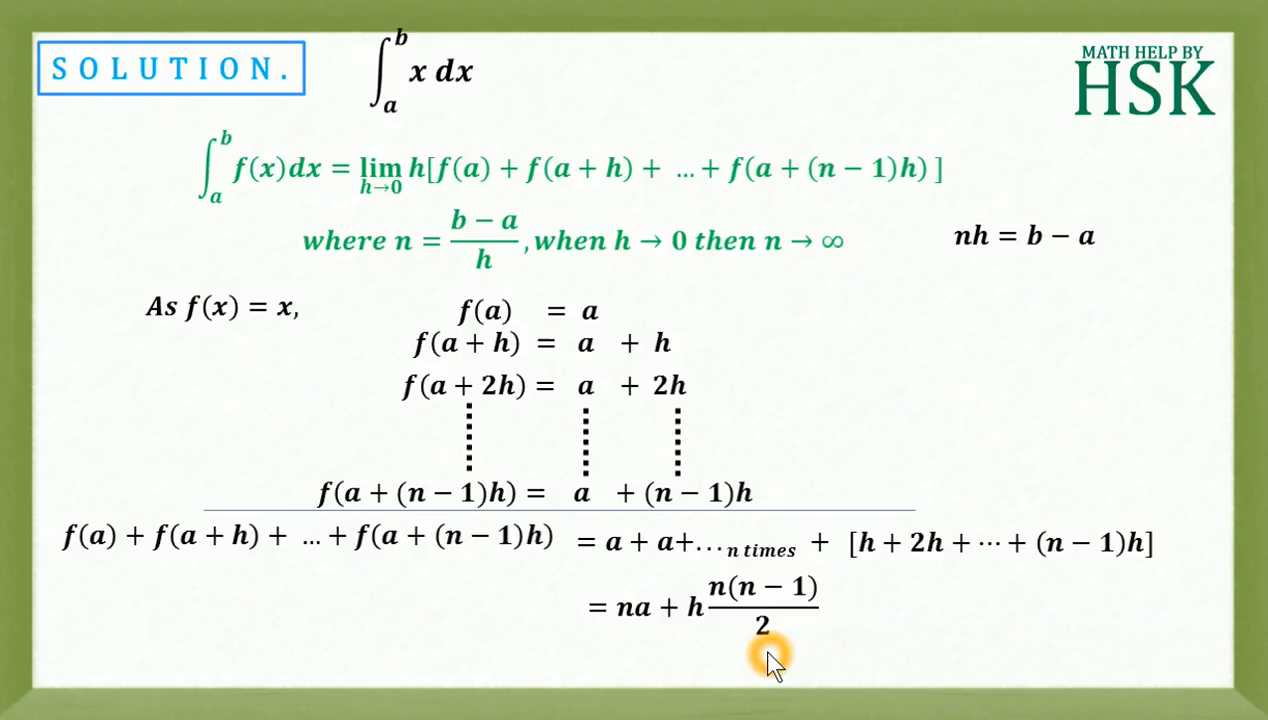 SOLUTION.
∫_a^b x dx
MATH HELP BY
HSK
∫_a^b f(x)dx = lim_{h→0} h[f(a) + f(a + h) + … + f(a + (n − 1)h) ]
where n = (b − a)/h, when h → 0 then n → ∞
nh = b − a
As f(x) = x,
f(a) = a
f(a + h) = a + h
f(a + 2h) = a + 2h
f(a + (n − 1)h) = a + (n − 1)h
f(a) + f(a + h) + … + f(a + (n − 1)h) = a + a+… n times + [h + 2h + ⋯ + (n − 1)h]
= na + h n(n − 1)/2